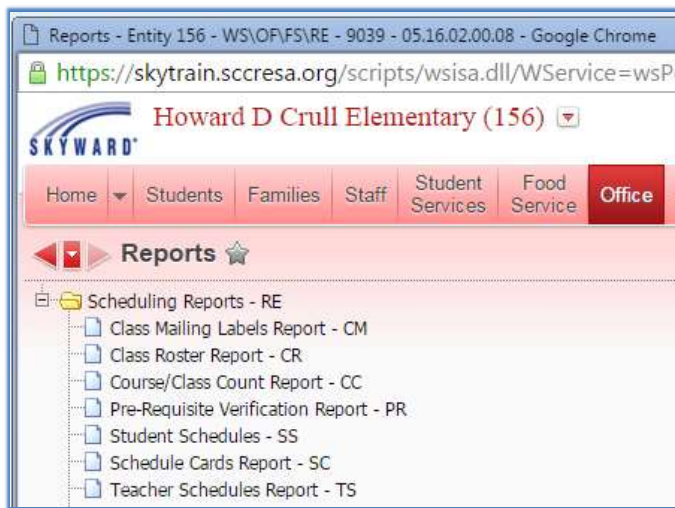 Reports - Entity 156 - WS\OF\FS\RE - 9039 - 05.16.02.00.08 - Google Chrome
https://skytrain.sccresa.org/scripts/wsisa.dll/WService=wsP
SKYWARD
Howard D Crull Elementary (156)
Home Students Families Staff Student Services Food Service Office
Reports
Scheduling Reports - RE
Class Mailing Labels Report - CM
Class Roster Report - CR
Course/Class Count Report - CC
Pre-Requisite Verification Report - PR
Student Schedules - SS
Schedule Cards Report - SC
Teacher Schedules Report - TS